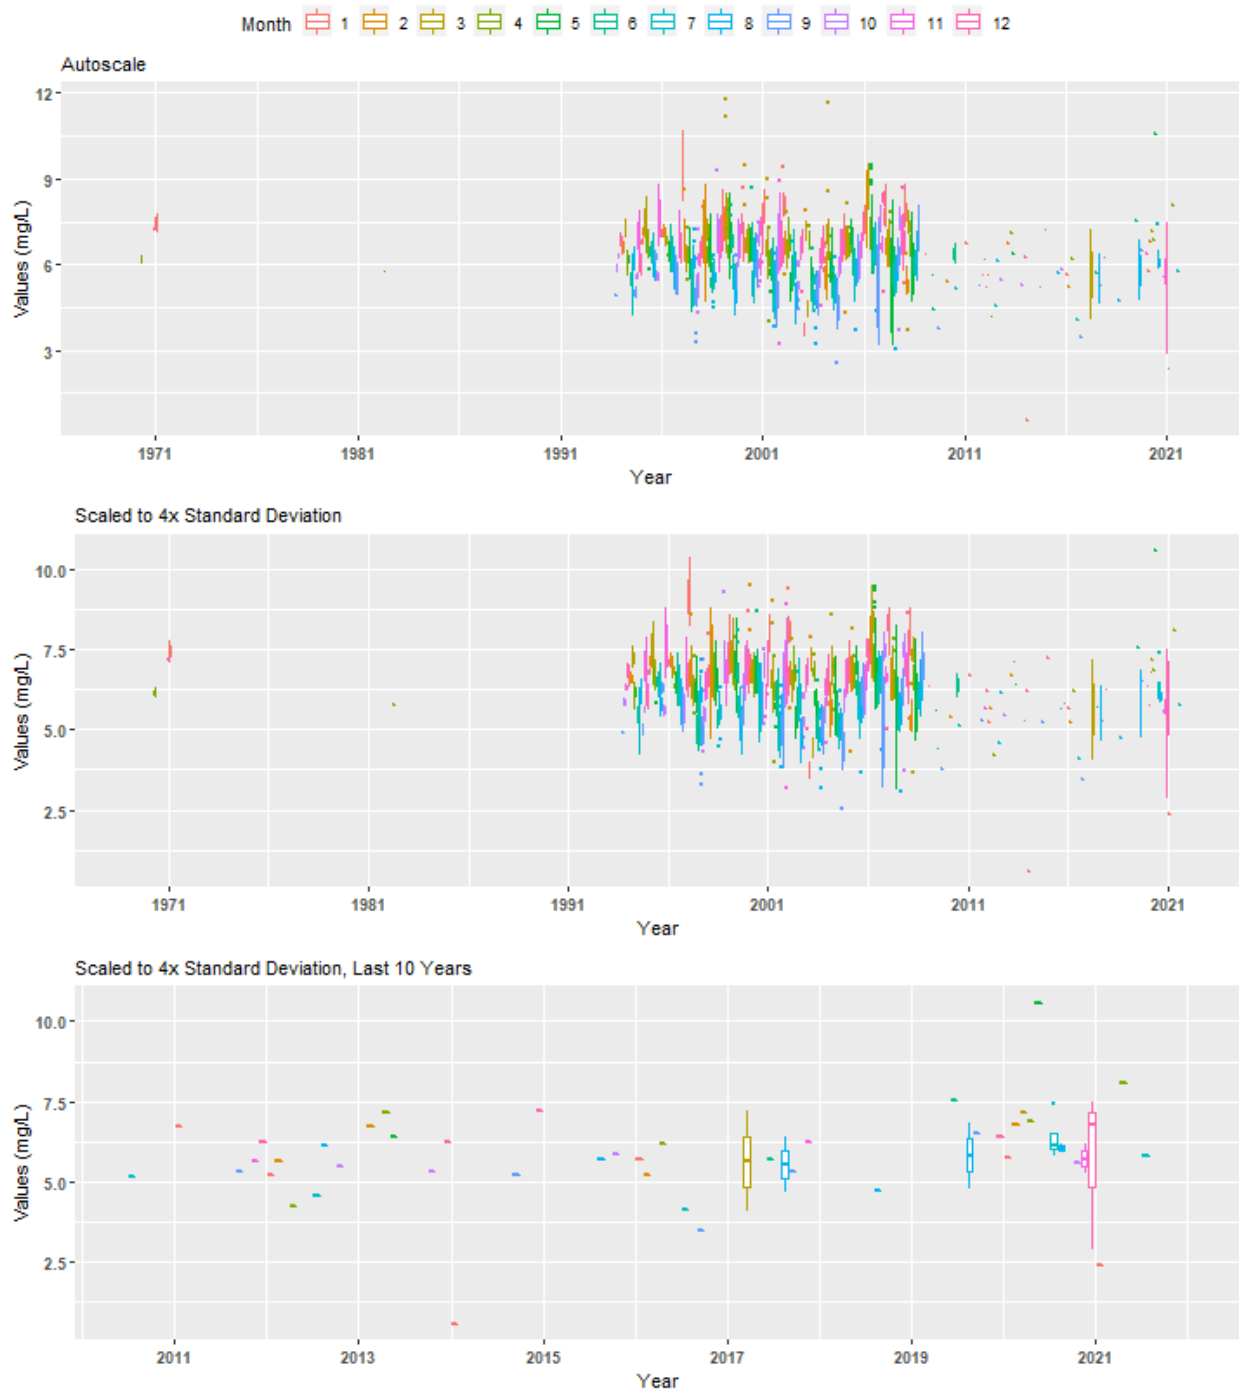 Month 1 2 3 4 5 6 7 8 9 10 11 12
Autoscale
12
9
6
3
Values (mg/L)
1971 1981 1991 2001 2011 2021
Year
Scaled to 4x Standard Deviation
10.0
7.5
5.0
2.5
Values (mg/L)
1971 1981 1991 2001 2011 2021
Year
Scaled to 4x Standard Deviation, Last 10 Years
10.0
7.5
5.0
2.5
Values (mg/L)
2011 2013 2015 2017 2019 2021
Year